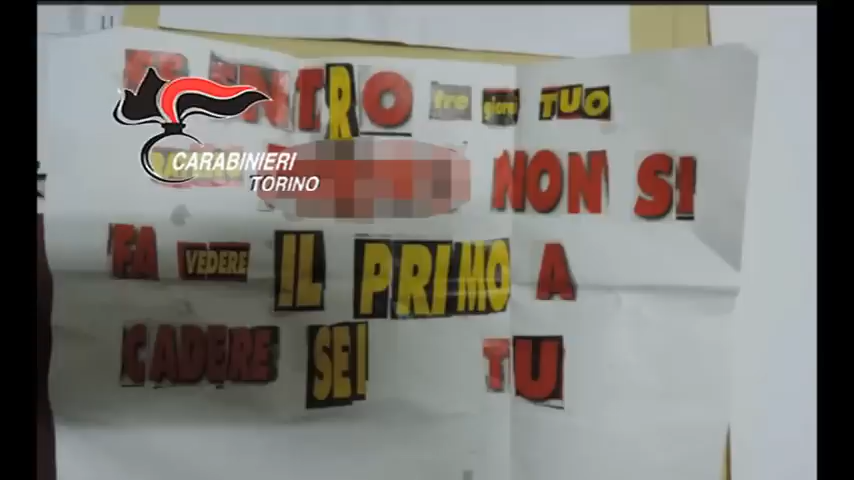 ENTRO tre giorni TUO
CARABINIERI
TORINO
NON SI
FA VEDERE IL PRIMO A
CADERE SEI TU